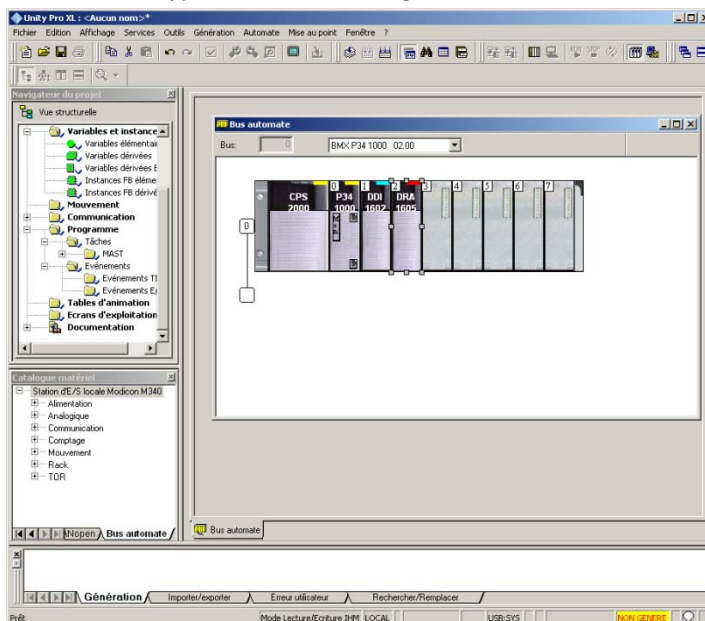 Unity Pro XL : <Aucun nom>*
Fichier Edition Affichage Services Outils Génération Automate Mise au point Fenêtre ?
Navigateur du projet
Vue structurelle
Variables et instance
Variables élémentai
Variables dérivées
Variables dérivées E
Instances FB éléme
Instances FB dérivé
Mouvement
Communication
Programme
Tâches
MAST
Evénements
Evénements TI
Evénements E/
Tables d'animation
Ecrans d'exploitation
Documentation
Bus automate
Bus: 0 BMX P34 1000 02.00
0 1 2 3 4 5 6 7
CPS P34 DDI DRA
2000 1000 1602 1605
0
Catalogue matériel
Station d'E/S locale Modicon M340
Alimentation
Analogique
Communication
Comptage
Mouvement
Rack
TOR
Nopen Bus automate
Bus automate
Génération Importer/exporter Erreur utilisateur Rechercher/Remplacer
Prêt Mode Lecture/Ecriture IHM LOCAL USB:SYS NON GENERE